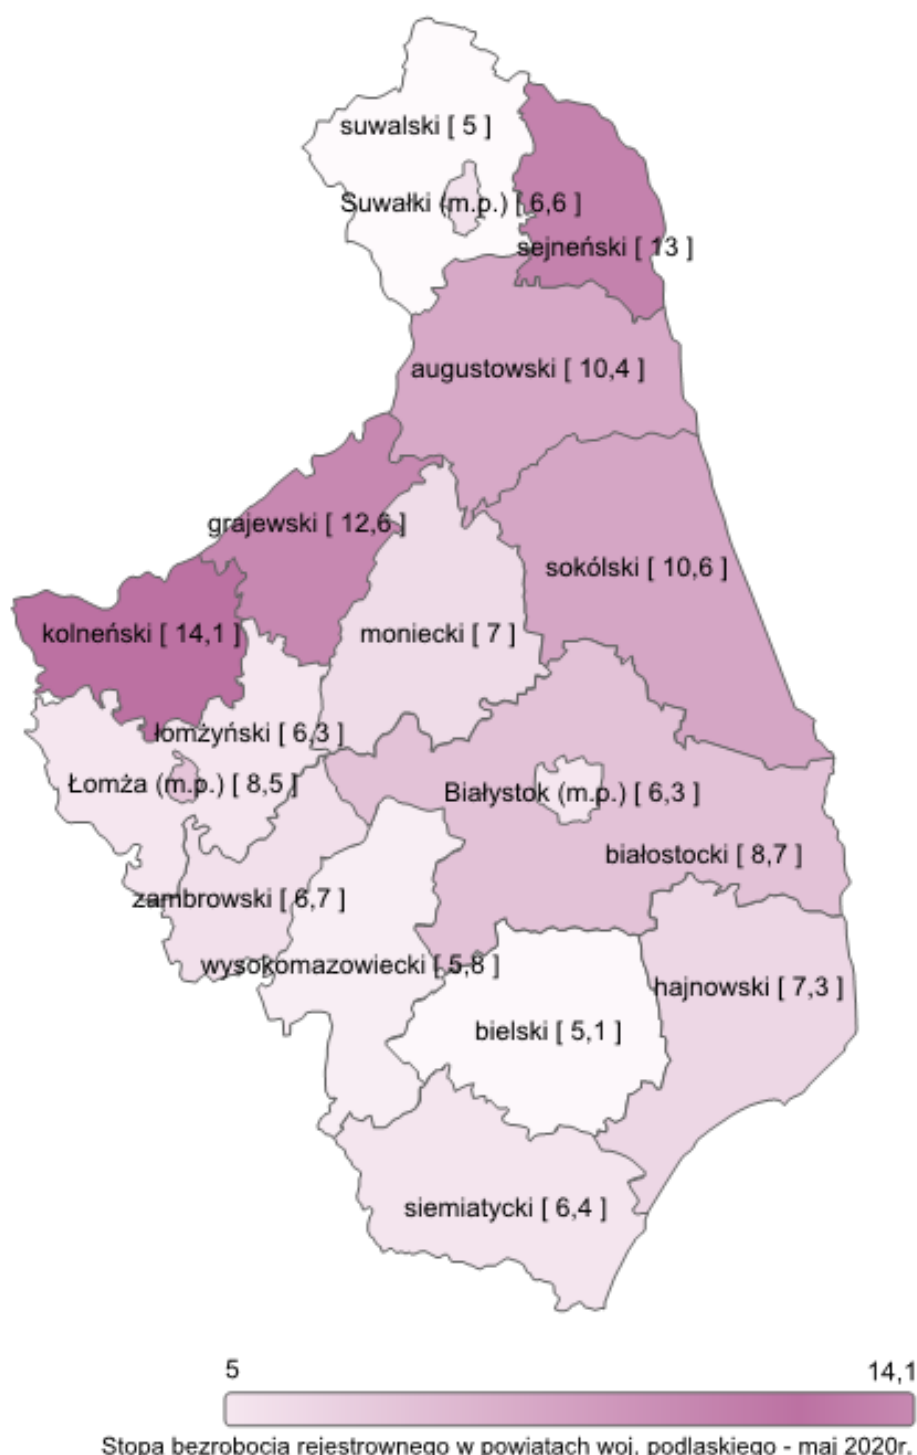 suwalski [ 5 ]
Suwałki (m.p.) [ 6,6 ]
sejneński [ 13 ]
augustowski [ 10,4 ]
grajewski [ 12,6 ]
sokólski [ 10,6 ]
kolneński [ 14,1 ]
moniecki [ 7 ]
łomżyński [ 6,3 ]
Łomża (m.p.) [ 8,5 ]
Białystok (m.p.) [ 6,3 ]
białostocki [ 8,7 ]
zambrowski [ 6,7 ]
wysokomazowiecki [ 5,8 ]
hajnowski [ 7,3 ]
bielski [ 5,1 ]
siemiatycki [ 6,4 ]
5
14,1
Stopa bezrobocia rejestrownego w powiatach woj. podlaskiego - maj 2020r.